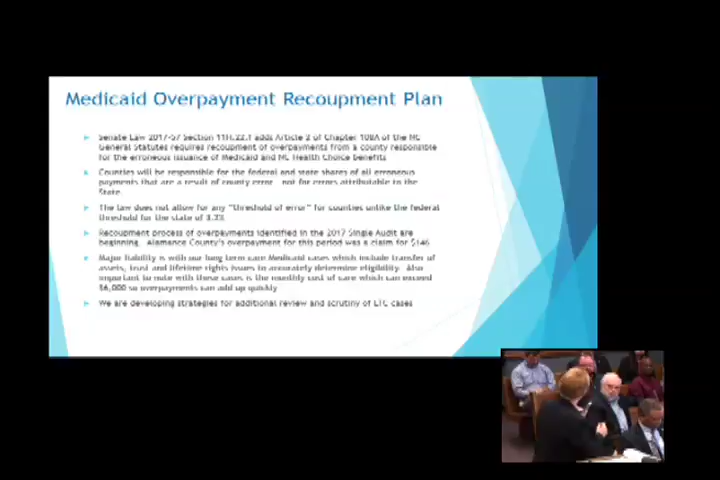 Medicaid Overpayment Recoupment Plan
Senate Law 2017-57 Section 11H.22.f adds Article 2 of Chapter 108A of the NC
General Statutes requires recoupment of overpayments from a county responsible
for the erroneous issuance of Medicaid and NC Health Choice benefits
Counties will be responsible for the federal and state shares of all erroneous
payments that are a result of county error not for errors attributable to the
State.
The law does not allow for any "threshold of error" for counties unlike the federal
threshold for the state of
Recoupment process of overpayments identified in the 2017 Single Audit are
beginning. Alamance County's overpayment for this period was a claim for $146
Major liability is with our long term care Medicaid cases which include transfer of
assets, trust and lifetime rights issues to accurately determine eligibility. Also
important to note with these cases is the monthly cost of care which can exceed
$6,000 so overpayments can add up quickly
We are developing strategies for additional review and scrutiny of LTC cases